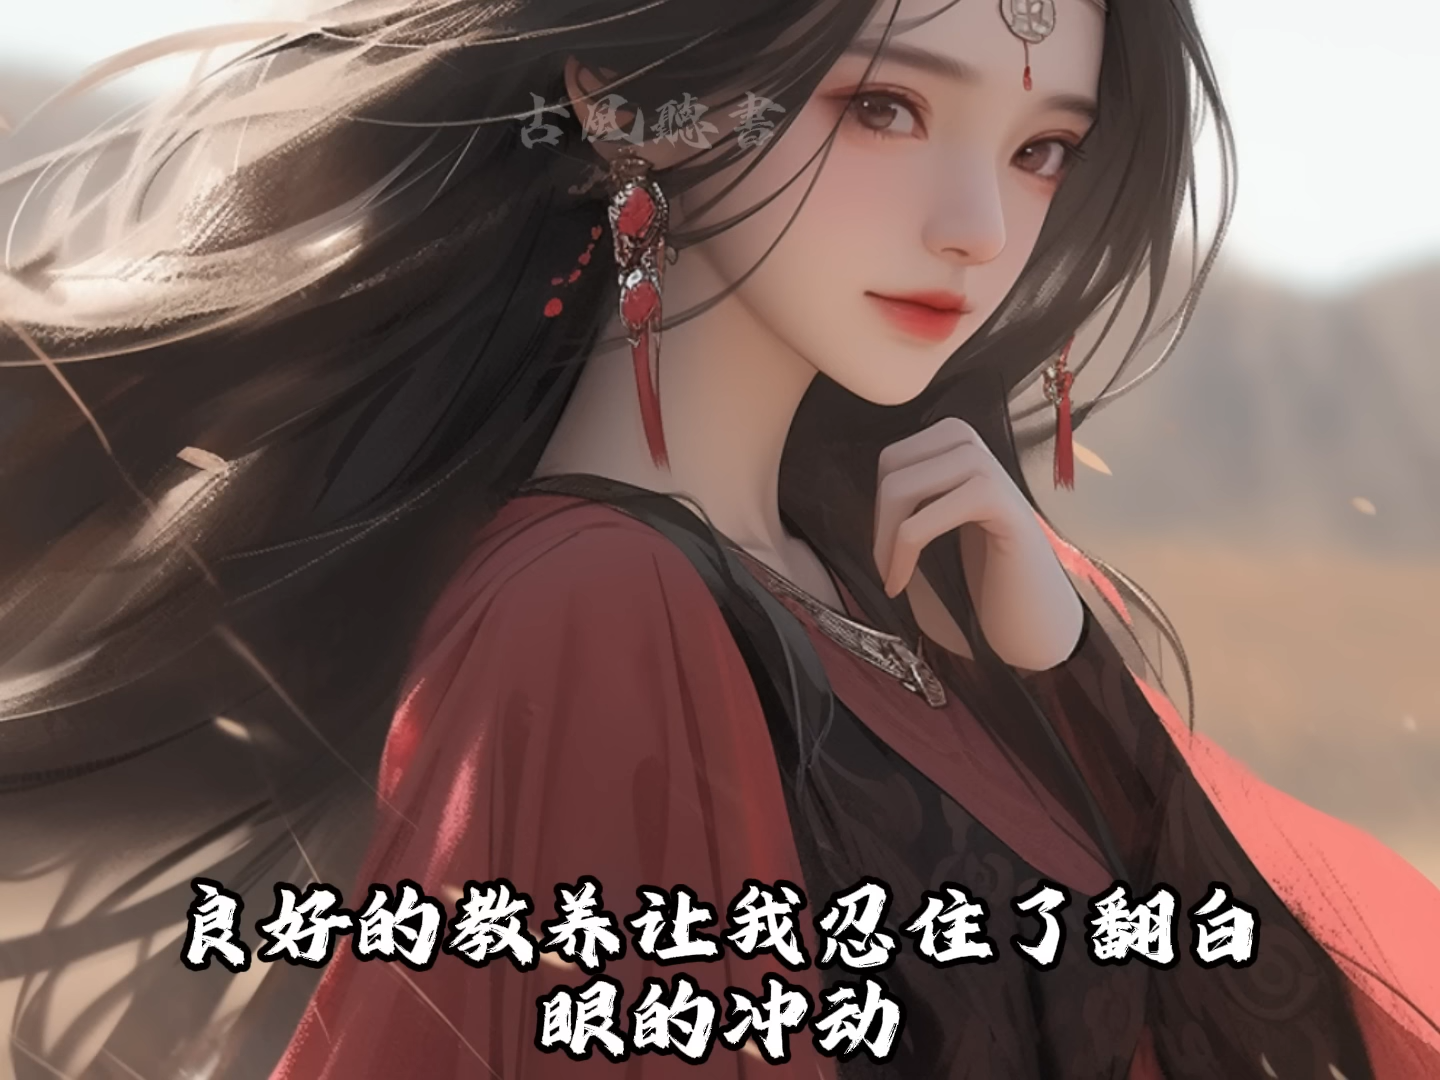 古風聽書
良好的教养让我忍住了翻白
眼的冲动